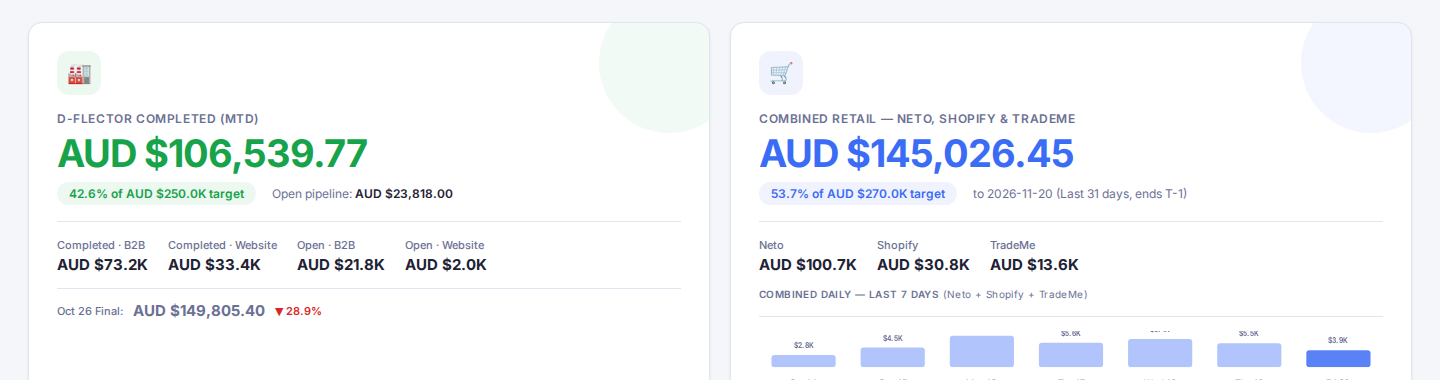 D-FLECTOR COMPLETED (MTD)
AUD $106,539.77
42.6% of AUD $250.0K target
Open pipeline: AUD $23,818.00
Completed · B2B
AUD $73.2K
Completed · Website
AUD $33.4K
Open · B2B
AUD $21.8K
Open · Website
AUD $2.0K
Oct 26 Final: AUD $149,805.40 ▼28.9%
COMBINED RETAIL — NETO, SHOPIFY & TRADEME
AUD $145,026.45
53.7% of AUD $270.0K target
to 2026-11-20 (Last 31 days, ends T-1)
Neto
AUD $100.7K
Shopify
AUD $30.8K
TradeMe
AUD $13.6K
COMBINED DAILY — LAST 7 DAYS (Neto + Shopify + TradeMe)
$2.8K
$4.5K
$5.6K
$5.5K
$3.9K